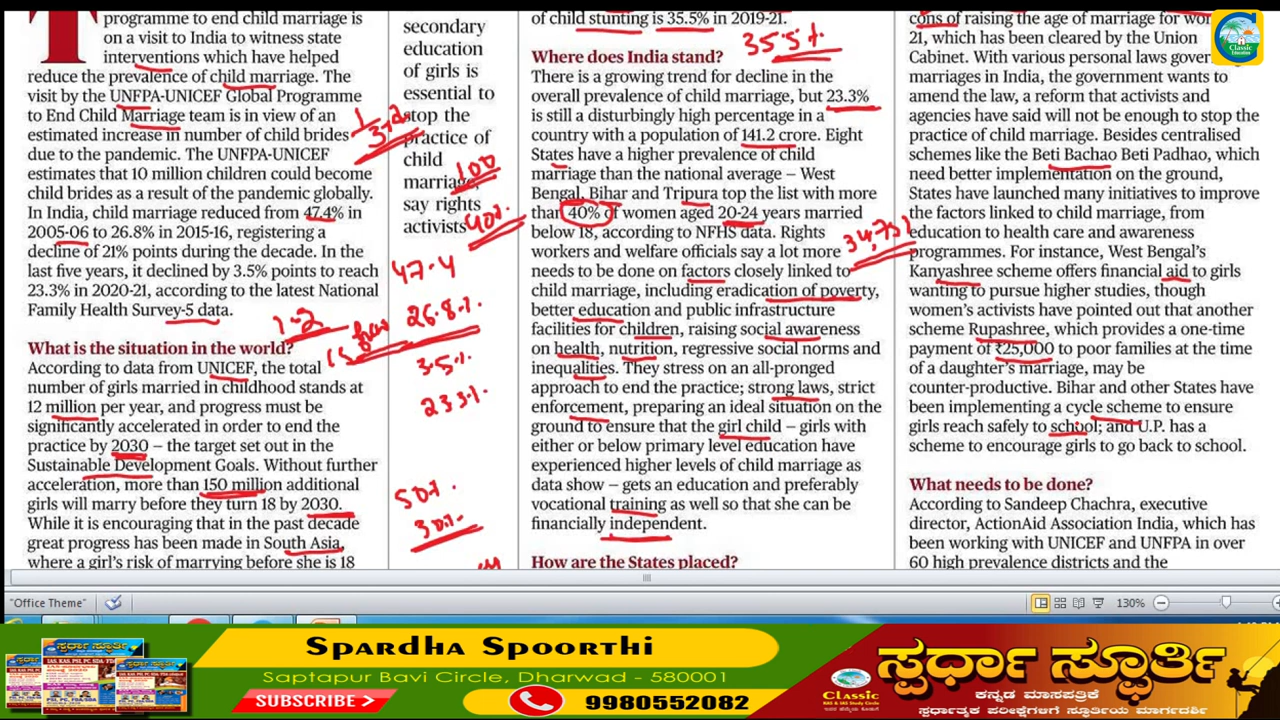 T
programme to end child marriage is
on a visit to India to witness state
interventions which have helped
reduce the prevalence of child marriage. The
visit by the UNFPA-UNICEF Global Programme
to End Child Marriage team is in view of an
estimated increase in number of child brides
due to the pandemic. The UNFPA-UNICEF
estimates that 10 million children could become
child brides as a result of the pandemic globally.
In India, child marriage reduced from 47.4% in
2005-06 to 26.8% in 2015-16, registering a
decline of 21% points during the decade. In the
last five years, it declined by 3.5% points to reach
23.3% in 2020-21, according to the latest National
Family Health Survey-5 data.
What is the situation in the world?
According to data from UNICEF, the total
number of girls married in childhood stands at
12 million per year, and progress must be
significantly accelerated in order to end the
practice by 2030 — the target set out in the
Sustainable Development Goals. Without further
acceleration, more than 150 million additional
girls will marry before they turn 18 by 2030.
While it is encouraging that in the past decade
great progress has been made in South Asia,
where a girl's risk of marrying before she is 18
secondary
education
of girls is
essential to
stop the
practice of
child
marriage,
say rights
activists
100
40%.
47.4
26.8%.
3.5%.
233%.
50%.
30%.
1-2
of child stunting is 35.5% in 2019-21.
35.5%
Where does India stand?
There is a growing trend for decline in the
overall prevalence of child marriage, but 23.3%
is still a disturbingly high percentage in a
country with a population of 141.2 crore. Eight
States have a higher prevalence of child
marriage than the national average — West
Bengal, Bihar and Tripura top the list with more
than 40% of women aged 20-24 years married
below 18, according to NFHS data. Rights
workers and welfare officials say a lot more
needs to be done on factors closely linked to
child marriage, including eradication of poverty,
better education and public infrastructure
facilities for children, raising social awareness
on health, nutrition, regressive social norms and
inequalities. They stress on an all-pronged
approach to end the practice; strong laws, strict
enforcement, preparing an ideal situation on the
ground to ensure that the girl child — girls with
either or below primary level education have
experienced higher levels of child marriage as
data show — gets an education and preferably
vocational training as well so that she can be
financially independent.
How are the States placed?
cons of raising the age of marriage for
21, which has been cleared by the Union
Cabinet. With various personal laws
marriages in India, the government wants to
amend the law, a reform that activists and
agencies have said will not be enough to stop the
practice of child marriage. Besides centralised
schemes like the Beti Bachao Beti Padhao, which
need better implementation on the ground,
States have launched many initiatives to improve
the factors linked to child marriage, from
education to health care and awareness
programmes. For instance, West Bengal's
Kanyashree scheme offers financial aid to girls
wanting to pursue higher studies, though
women's activists have pointed out that another
scheme Rupashree, which provides a one-time
payment of ₹25,000 to poor families at the time
of a daughter's marriage, may be
counter-productive. Bihar and other States have
been implementing a cycle scheme to ensure
girls reach safely to school; and U.P. has a
scheme to encourage girls to go back to school.
What needs to be done?
According to Sandeep Chachra, executive
director, ActionAid Association India, which has
been working with UNICEF and UNFPA in over
60 high prevalence districts and the
Classic
Education
"Office Theme"
130%
Spardha Spoorthi
Saptapur Bavi Circle, Dharwad - 580001
SUBSCRIBE
9980552082
Classic
KAS & IAS Study Circle
ಸ್ಪರ್ಧಾ ಸ್ಫೂರ್ತಿ
ಕನ್ನಡ ಮಾಸಪತ್ರಿಕೆ
ಸ್ಪರ್ಧಾತ್ಮಕ ಪರೀಕ್ಷೆಗಳಿಗೆ ಸ್ಫೂರ್ತಿಯ ಮಾರ್ಗದರ್ಶಿ